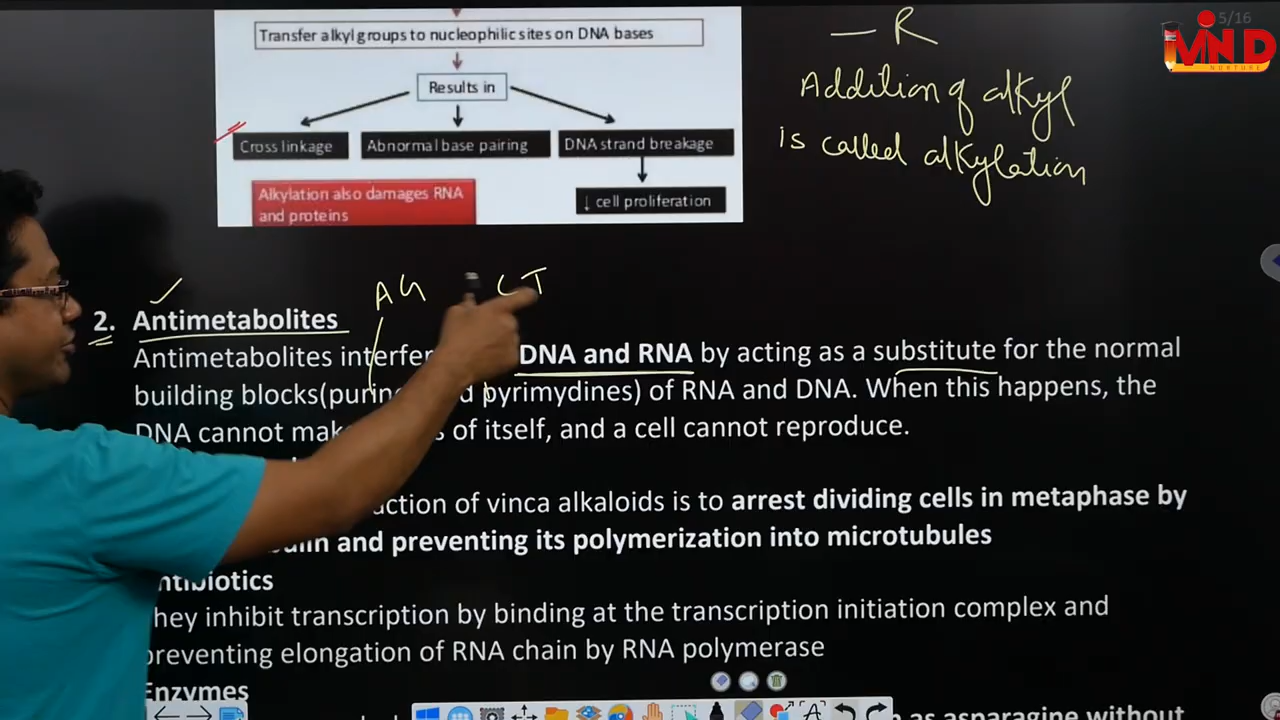 5/16
MIND
NURTURE
Transfer alkyl groups to nucleophilic sites on DNA bases
Results in
Cross linkage
Abnormal base pairing
DNA strand breakage
Alkylation also damages RNA
and proteins
↓ cell proliferation
— R
Addition of alkyl
is called alkylation
AG CT
2. Antimetabolites
Antimetabolites DNA and RNA by acting as a substitute for the normal
building blocks( pyrimydines) of RNA and DNA. When this happens, the
DNA cannot of itself, and a cell cannot reproduce.
action of vinca alkaloids is to arrest dividing cells in metaphase by
and preventing its polymerization into microtubules
ntibiotics
hey inhibit transcription by binding at the transcription initiation complex and
preventing elongation of RNA chain by RNA polymerase
Enzymes
as asparagine without